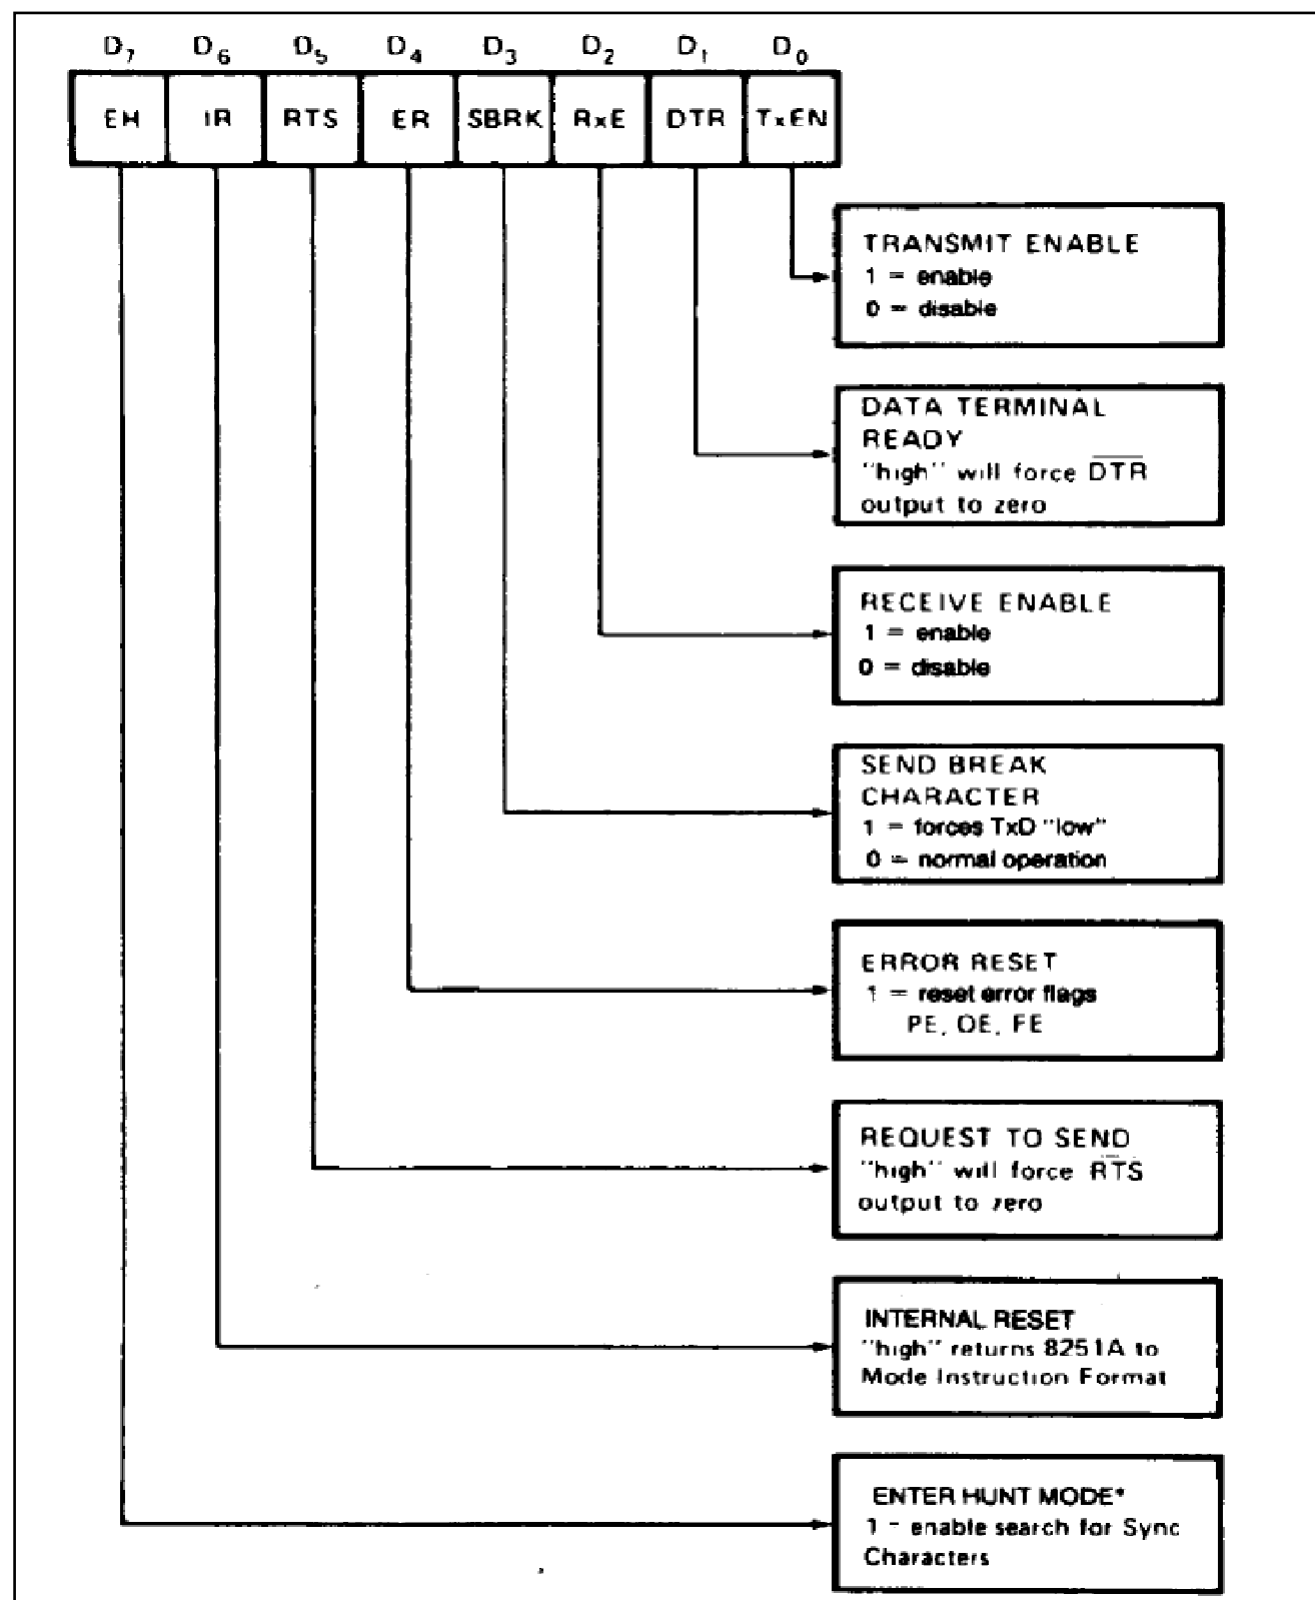 D7 D6 D5 D4 D3 D2 D1 D0
EH IR RTS ER SBRK RxE DTR TxEN
TRANSMIT ENABLE
1 = enable
0 = disable
DATA TERMINAL
READY
"high" will force D̅T̅R̅
output to zero
RECEIVE ENABLE
1 = enable
0 = disable
SEND BREAK
CHARACTER
1 = forces TxD "low"
0 = normal operation
ERROR RESET
1 = reset error flags
PE, OE, FE
REQUEST TO SEND
"high" will force R̅T̅S̅
output to zero
INTERNAL RESET
"high" returns 8251A to
Mode Instruction Format
ENTER HUNT MODE*
1 = enable search for Sync
Characters